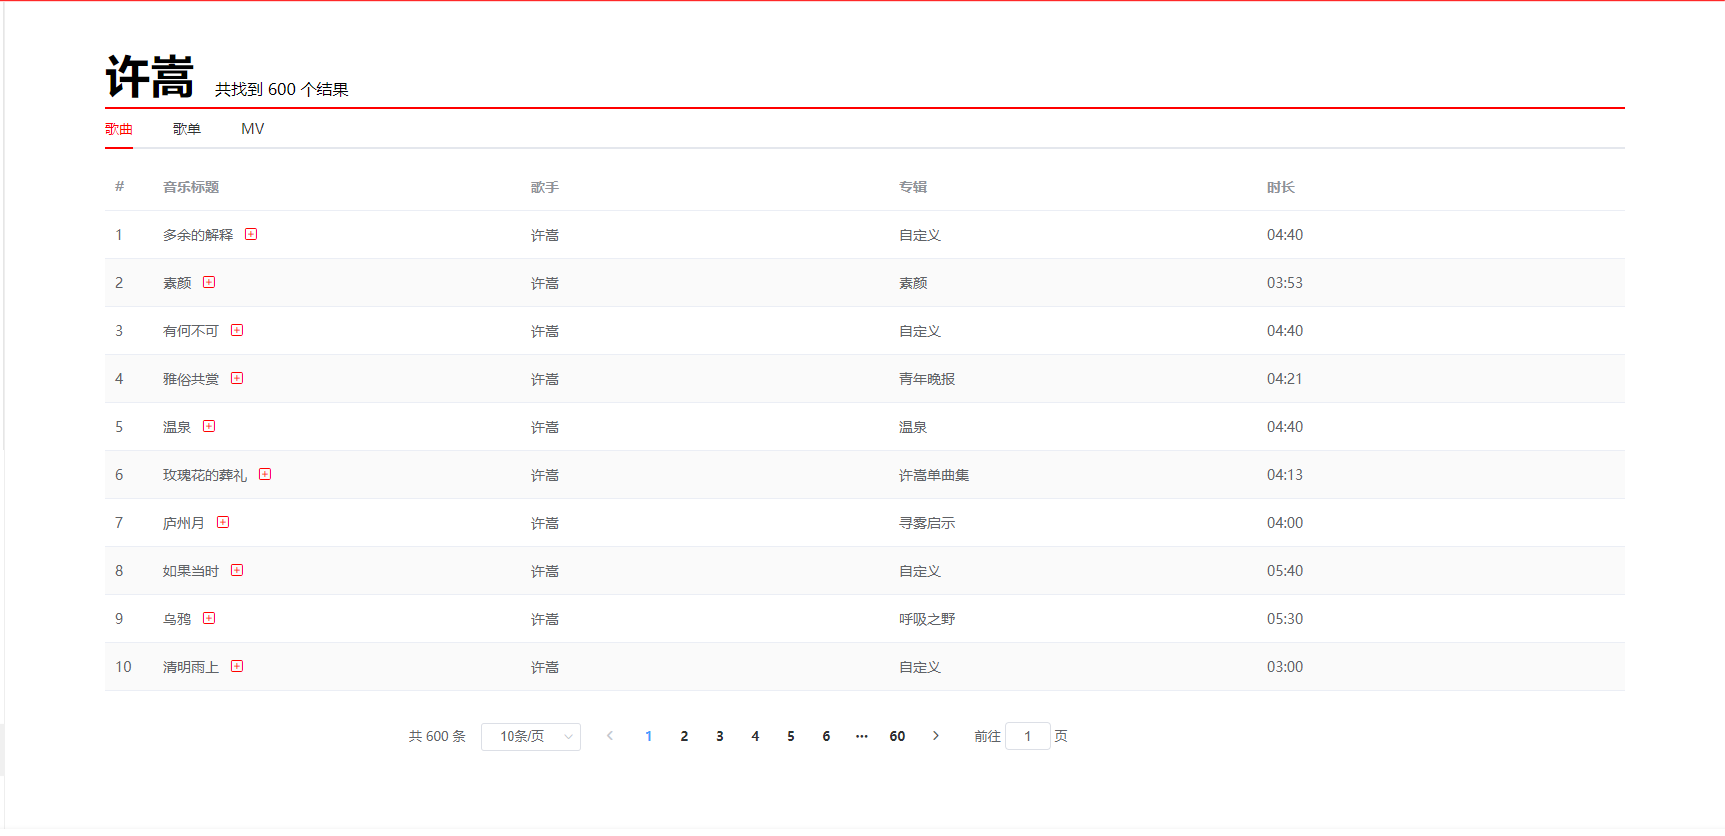 许嵩 共找到 600 个结果
歌曲 歌单 MV
# 音乐标题 歌手 专辑 时长
1 多余的解释 许嵩 自定义 04:40
2 素颜 许嵩 素颜 03:53
3 有何不可 许嵩 自定义 04:40
4 雅俗共赏 许嵩 青年晚报 04:21
5 温泉 许嵩 温泉 04:40
6 玫瑰花的葬礼 许嵩 许嵩单曲集 04:13
7 庐州月 许嵩 寻雾启示 04:00
8 如果当时 许嵩 自定义 05:40
9 乌鸦 许嵩 呼吸之野 05:30
10 清明雨上 许嵩 自定义 03:00
共 600 条 10条/页 1 2 3 4 5 6 ··· 60 前往 1 页